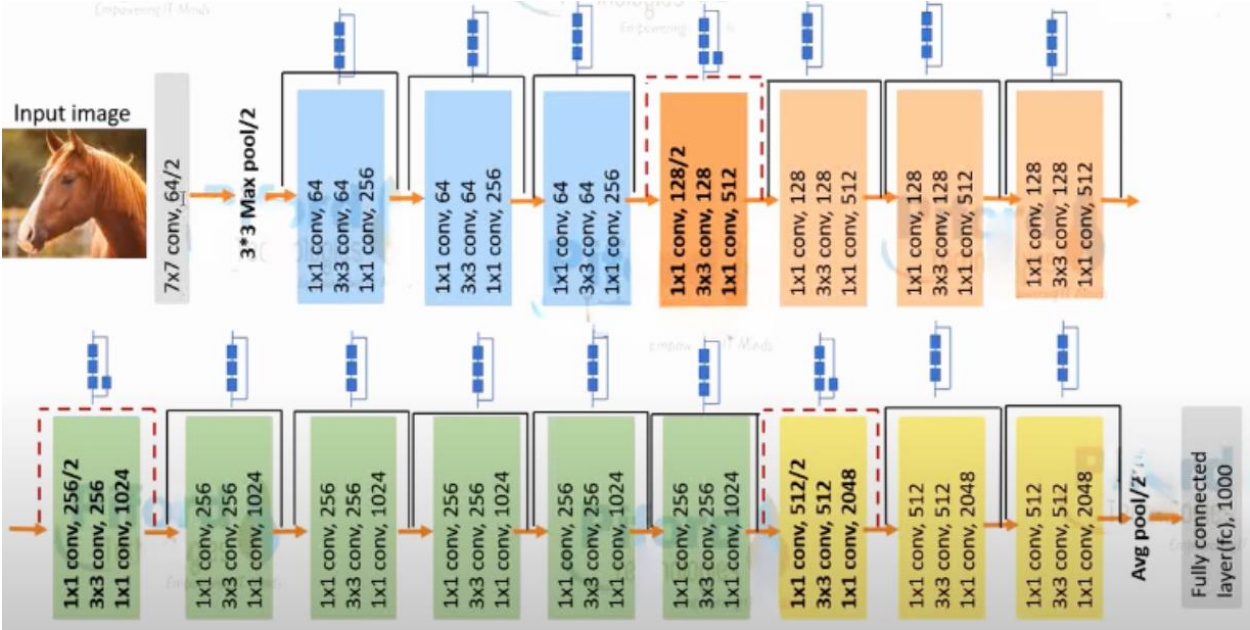 Empowering IT Minds
Input image
7x7 conv, 64/2
3*3 Max pool/2
1x1 conv, 64
3x3 conv, 64
1x1 conv, 256
1x1 conv, 64
3x3 conv, 64
1x1 conv, 256
1x1 conv, 64
3x3 conv, 64
1x1 conv, 256
1x1 conv, 128/2
3x3 conv, 128
1x1 conv, 512
1x1 conv, 128
3x3 conv, 128
1x1 conv, 512
1x1 conv, 128
3x3 conv, 128
1x1 conv, 512
1x1 conv, 128
3x3 conv, 128
1x1 conv, 512
1x1 conv, 256/2
3x3 conv, 256
1x1 conv, 1024
1x1 conv, 256
3x3 conv, 256
1x1 conv, 1024
1x1 conv, 256
3x3 conv, 256
1x1 conv, 1024
1x1 conv, 256
3x3 conv, 256
1x1 conv, 1024
1x1 conv, 256
3x3 conv, 256
1x1 conv, 1024
1x1 conv, 256
3x3 conv, 256
1x1 conv, 1024
1x1 conv, 512/2
3x3 conv, 512
1x1 conv, 2048
1x1 conv, 512
3x3 conv, 512
1x1 conv, 2048
1x1 conv, 512
3x3 conv, 512
1x1 conv, 2048
Avg pool/2
Fully connected
layer(fc), 1000